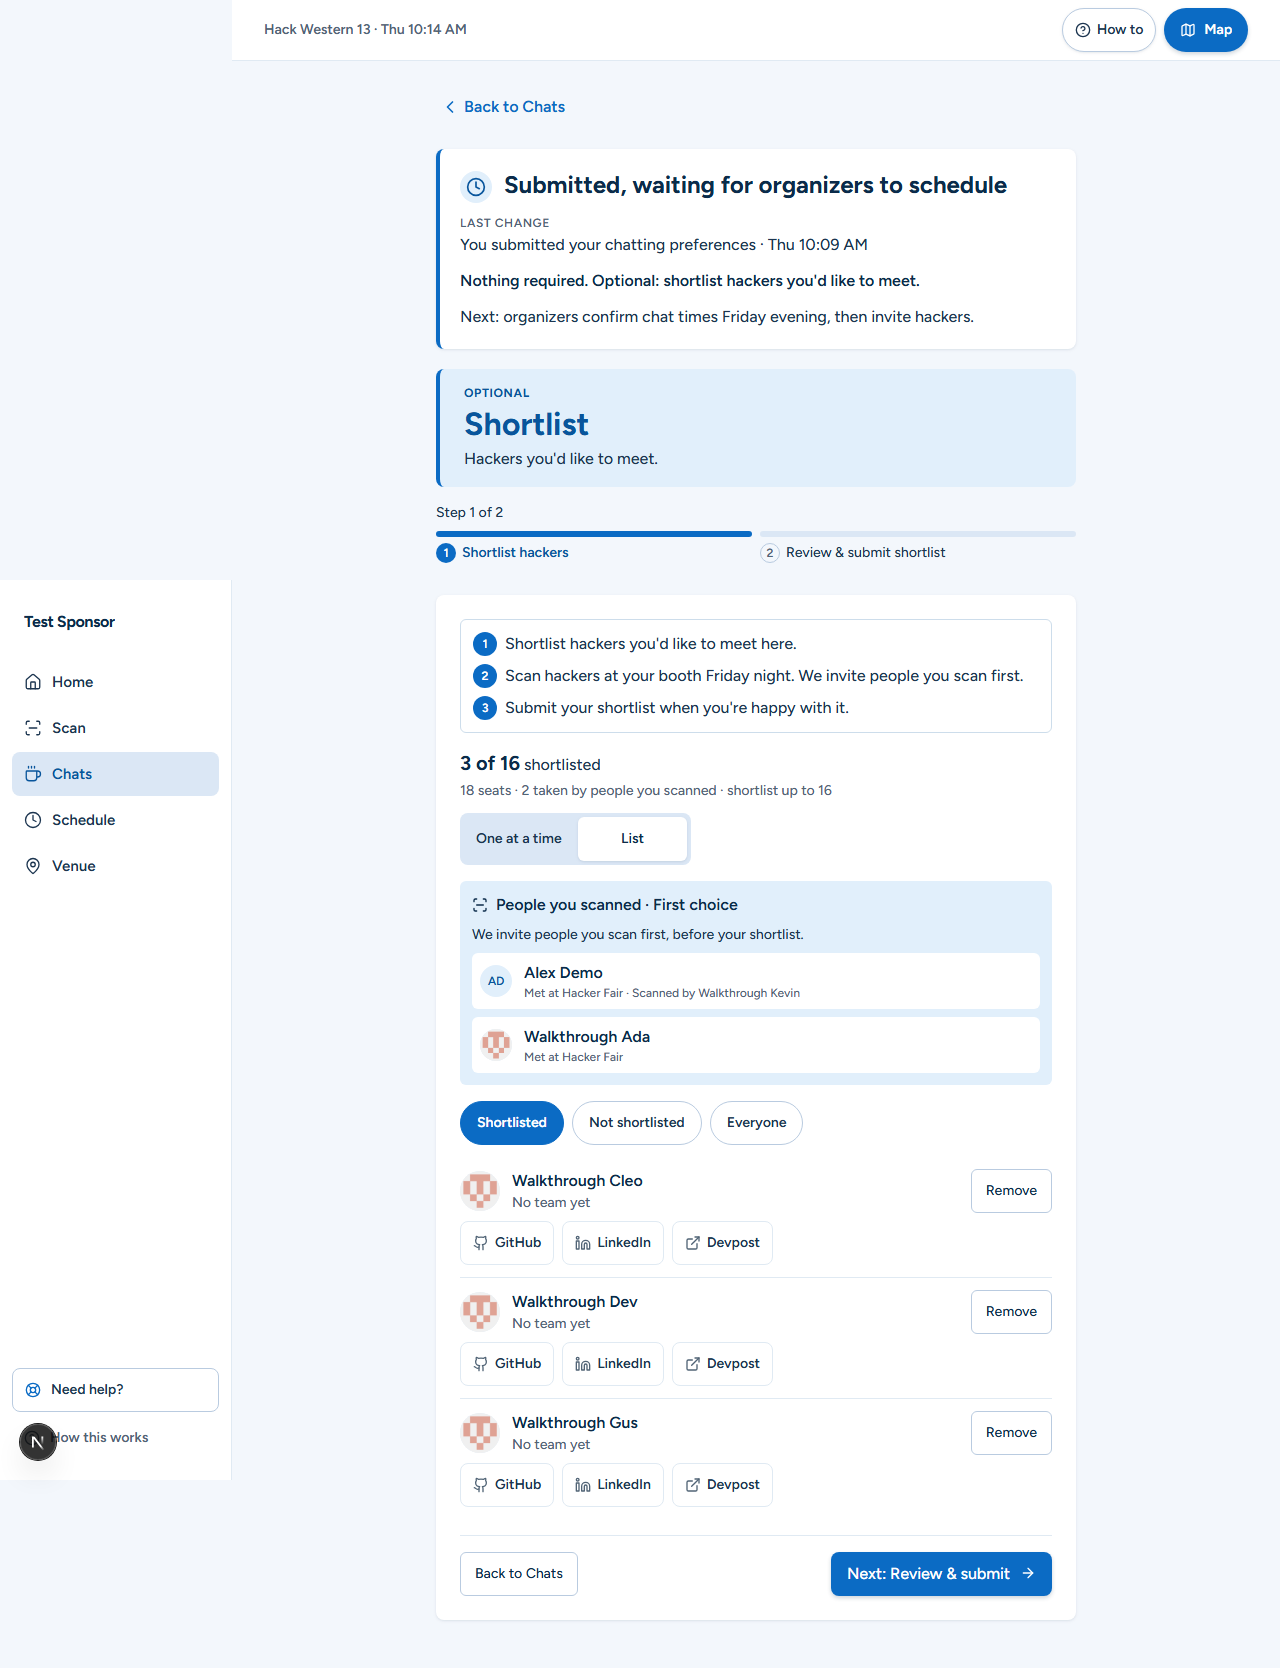 Hack Western 13 · Thu 10:14 AM
How to
Map
Back to Chats
Submitted, waiting for organizers to schedule
LAST CHANGE
You submitted your chatting preferences · Thu 10:09 AM
Nothing required. Optional: shortlist hackers you'd like to meet.
Next: organizers confirm chat times Friday evening, then invite hackers.
OPTIONAL
Shortlist
Hackers you'd like to meet.
Step 1 of 2
1 Shortlist hackers
2 Review & submit shortlist
Test Sponsor
Home
Scan
Chats
Schedule
Venue
Need help?
How this works
N
1 Shortlist hackers you'd like to meet here.
2 Scan hackers at your booth Friday night. We invite people you scan first.
3 Submit your shortlist when you're happy with it.
3 of 16 shortlisted
18 seats · 2 taken by people you scanned · shortlist up to 16
One at a time
List
People you scanned · First choice
We invite people you scan first, before your shortlist.
AD
Alex Demo
Met at Hacker Fair · Scanned by Walkthrough Kevin
Walkthrough Ada
Met at Hacker Fair
Shortlisted
Not shortlisted
Everyone
Walkthrough Cleo
No team yet
Remove
GitHub
LinkedIn
Devpost
Walkthrough Dev
No team yet
Remove
GitHub
LinkedIn
Devpost
Walkthrough Gus
No team yet
Remove
GitHub
LinkedIn
Devpost
Back to Chats
Next: Review & submit